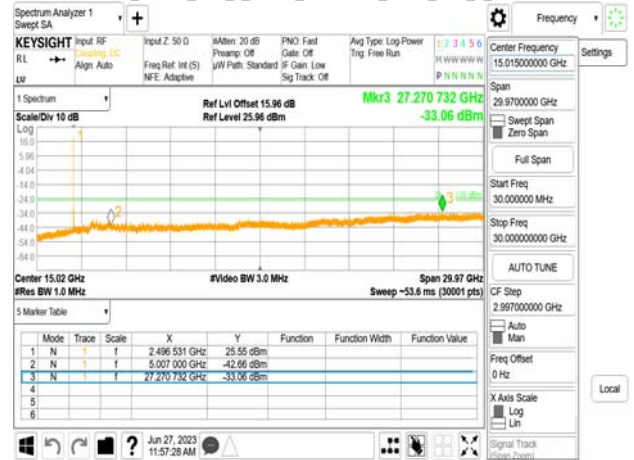 Spectrum Analyzer 1
Swept SA
Frequency
KEYSIGHT
Input: RF
Coupling: DC
Align: Auto
Input Z: 50 Ω
Freq Ref: Int (S)
NFE: Adaptive
#Atten: 20 dB
Preamp: Off
µW Path: Standard
PNO: Fast
Gate: Off
IF Gain: Low
Sig Track: Off
Avg Type: Log-Power
Trig: Free Run
1 2 3 4 5 6
M W W W W W
P N N N N N
RL
LV
Settings
1 Spectrum
Scale/Div 10 dB
Ref Lvl Offset 15.96 dB
Ref Level 25.96 dBm
Mkr3 27.270 732 GHz
-33.06 dBm
Log
16.0
5.96
-4.04
-14.0
-24.0
-34.0
-44.0
-54.0
-64.0
1
2
3
Center 15.02 GHz
#Video BW 3.0 MHz
Span 29.97 GHz
#Res BW 1.0 MHz
Sweep ~53.6 ms (30001 pts)
5 Marker Table
Mode Trace Scale X Y Function Function Width Function Value
1 N 1 f 2.496 531 GHz 25.55 dBm
2 N 1 f 5.007 000 GHz -42.66 dBm
3 N 1 f 27.270 732 GHz -33.06 dBm
4
5
6
Jun 27, 2023
11:57:28 AM
Center Frequency
15.015000000 GHz
Span
29.9700000 GHz
Swept Span
Zero Span
Full Span
Start Freq
30.000000 MHz
Stop Freq
30.000000000 GHz
AUTO TUNE
CF Step
2.997000000 GHz
Auto
Man
Freq Offset
0 Hz
X Axis Scale
Log
Lin
Signal Track
(Span Zoom)
Local